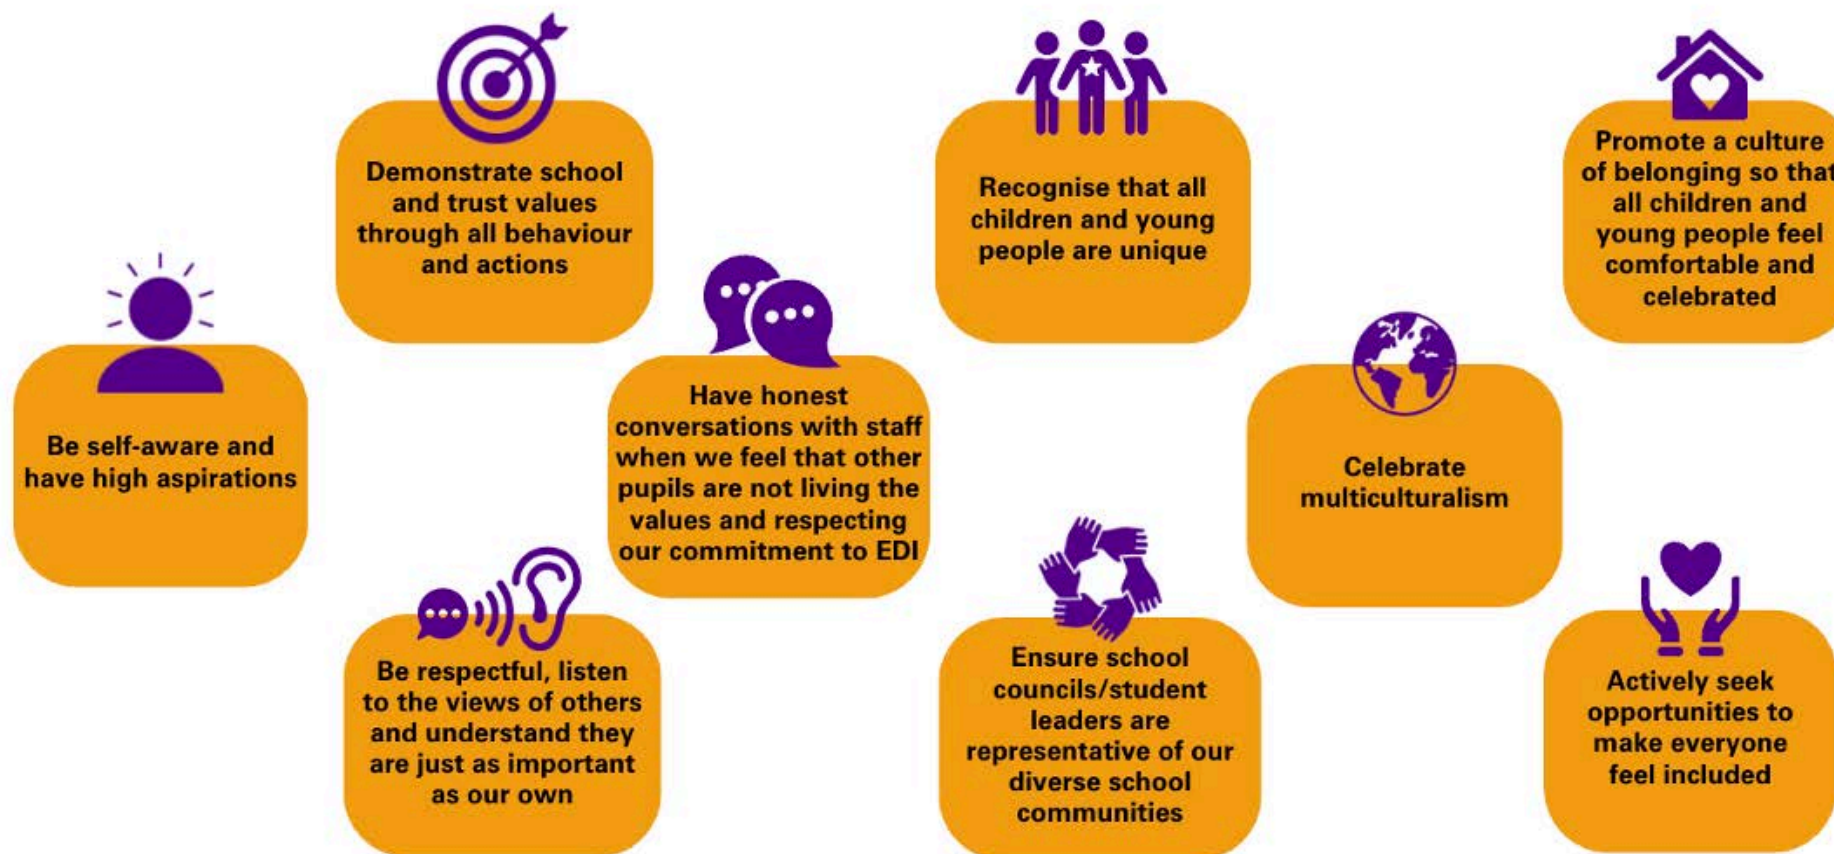 Demonstrate school
and trust values
through all behaviour
and actions
Recognise that all
children and young
people are unique
Promote a culture
of belonging so that
all children and
young people feel
comfortable and
celebrated
Be self-aware and
have high aspirations
Have honest
conversations with staff
when we feel that other
pupils are not living the
values and respecting
our commitment to EDI
Celebrate
multiculturalism
Be respectful, listen
to the views of others
and understand they
are just as important
as our own
Ensure school
councils/student
leaders are
representative of our
diverse school
communities
Actively seek
opportunities to
make everyone
feel included